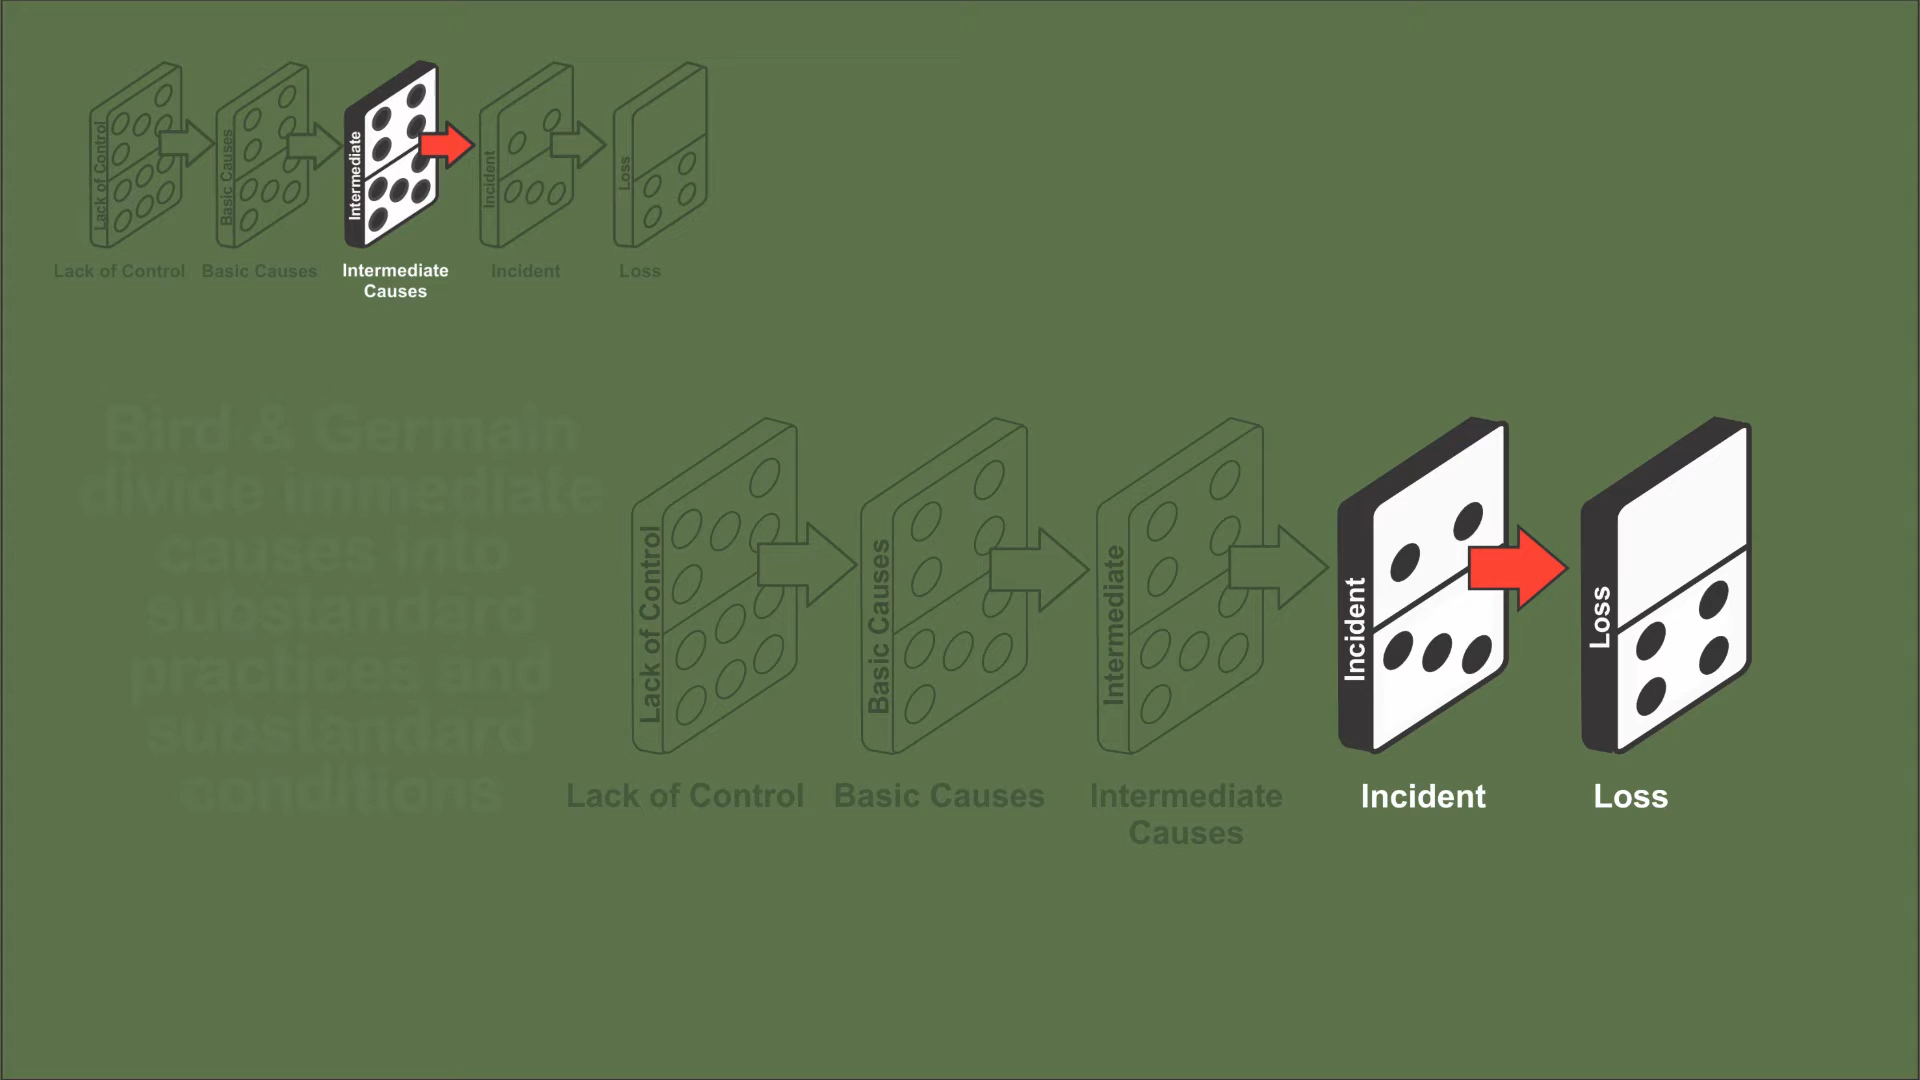 Lack of Control
Basic Causes
Intermediate
Incident
Loss
Lack of Control
Basic Causes
Intermediate
Causes
Incident
Loss
Bird & Germain
divide immediate
causes into
substandard
practices and
substandard
conditions
Lack of Control
Basic Causes
Intermediate
Incident
Loss
Lack of Control
Basic Causes
Intermediate
Causes
Incident
Loss